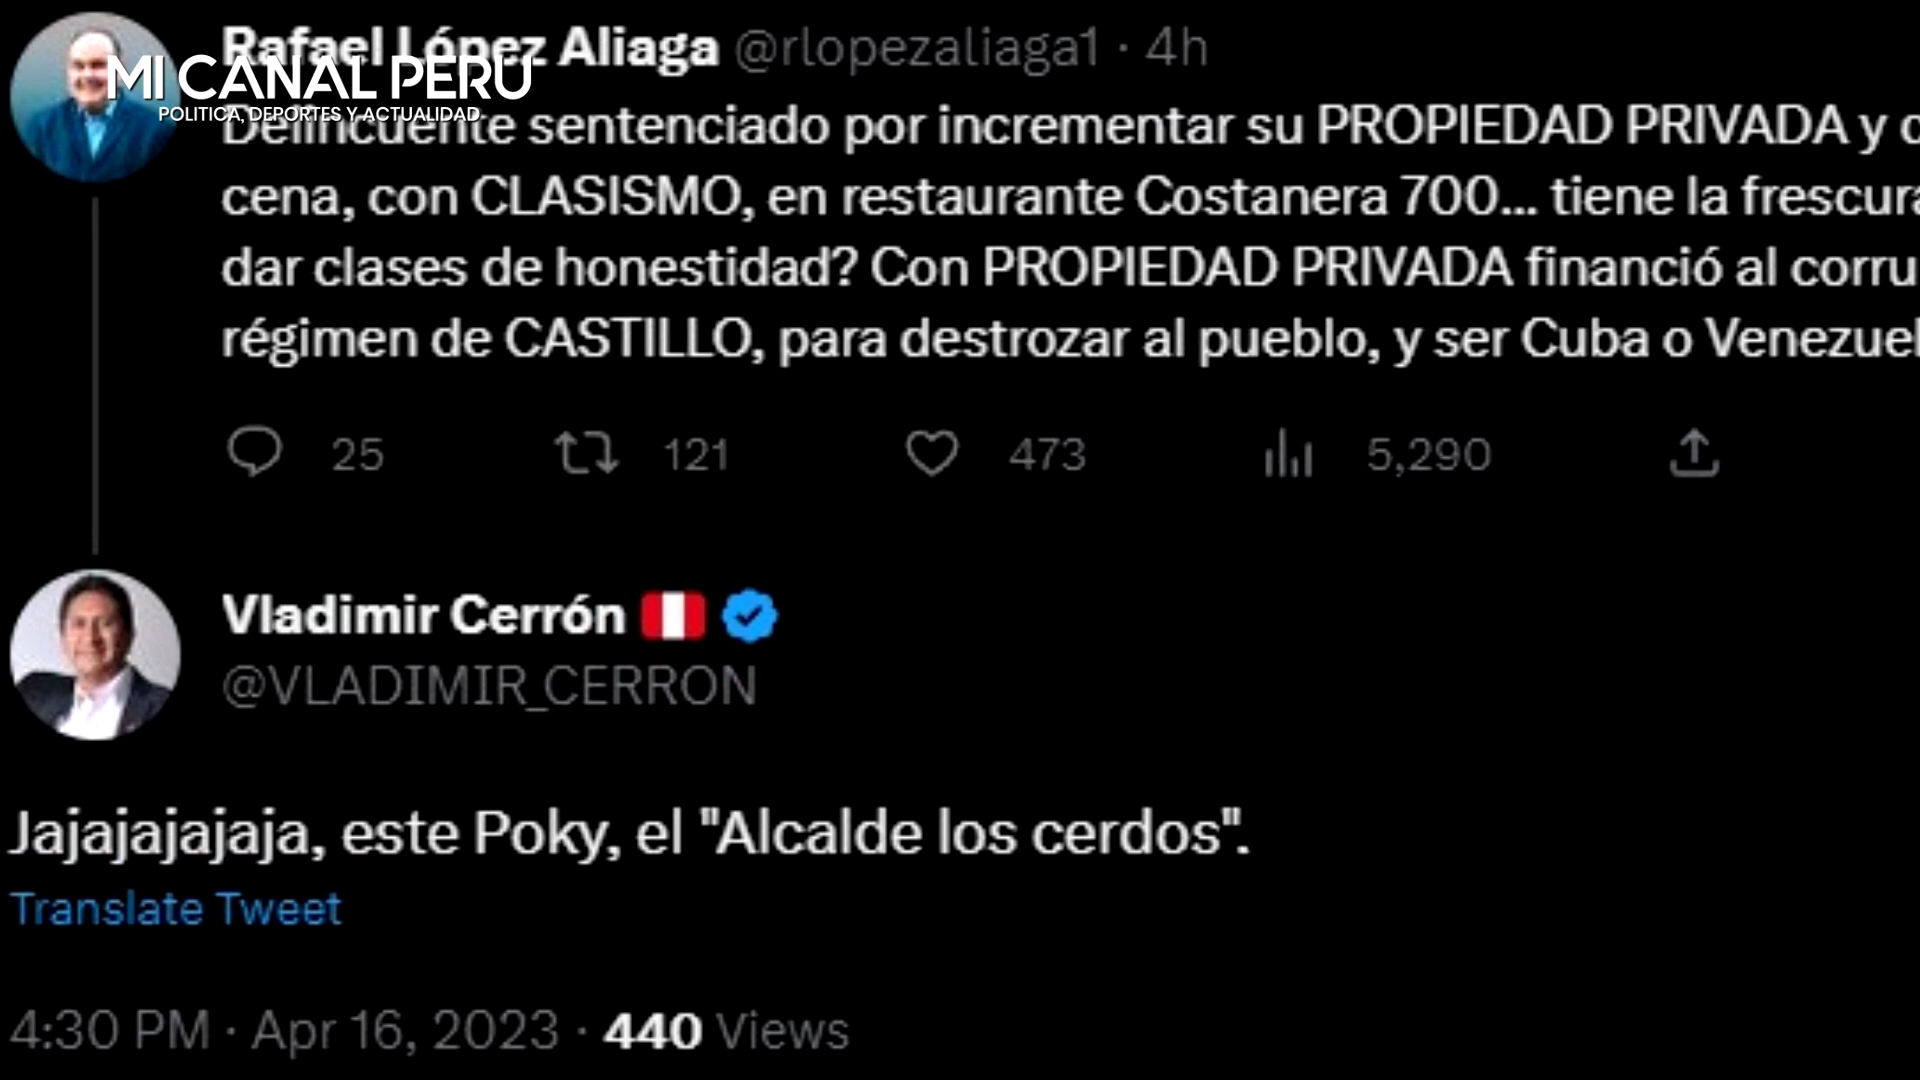 Rafael López Aliaga @rlopezaliaga1 · 4h
MI CANAL PERU
POLITICA, DEPORTES Y ACTUALIDAD
Delincuente sentenciado por incrementar su PROPIEDAD PRIVADA y
cena, con CLASISMO, en restaurante Costanera 700... tiene la frescura
dar clases de honestidad? Con PROPIEDAD PRIVADA financió al corru
régimen de CASTILLO, para destrozar al pueblo, y ser Cuba o Venezuel
25 121 473 5,290
Vladimir Cerrón
@VLADIMIR_CERRON
Jajajajajaja, este Poky, el "Alcalde los cerdos".
Translate Tweet
4:30 PM · Apr 16, 2023 · 440 Views